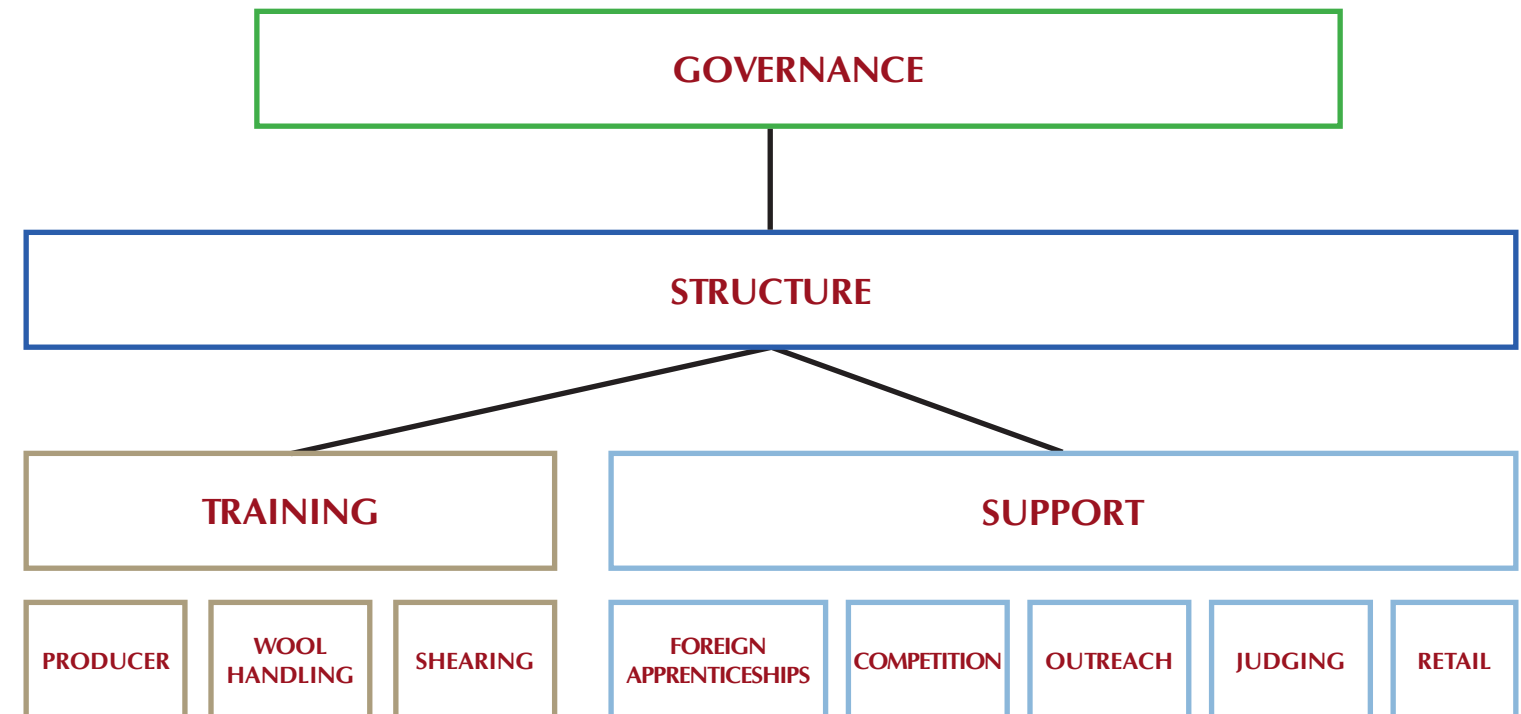 GOVERNANCE
STRUCTURE
TRAINING
SUPPORT
PRODUCER
WOOL
HANDLING
SHEARING
FOREIGN
APPRENTICESHIPS
COMPETITION
OUTREACH
JUDGING
RETAIL